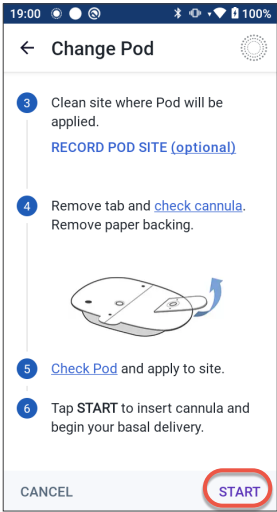 19:00 100%
Change Pod
3 Clean site where Pod will be
applied.
RECORD POD SITE (optional)
4 Remove tab and check cannula.
Remove paper backing.
5 Check Pod and apply to site.
6 Tap START to insert cannula and
begin your basal delivery.
CANCEL START